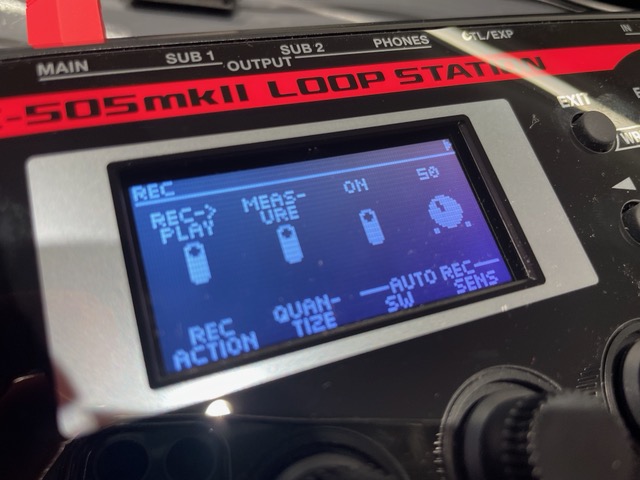 MAIN SUB 1 SUB 2 PHONES CTL/EXP IN
OUTPUT
-505mkII LOOP STATION
EXIT
REC
REC-> MEAS- ON 50
PLAY URE
REC QUAN- AUTO REC
ACTION TIZE SW SENS